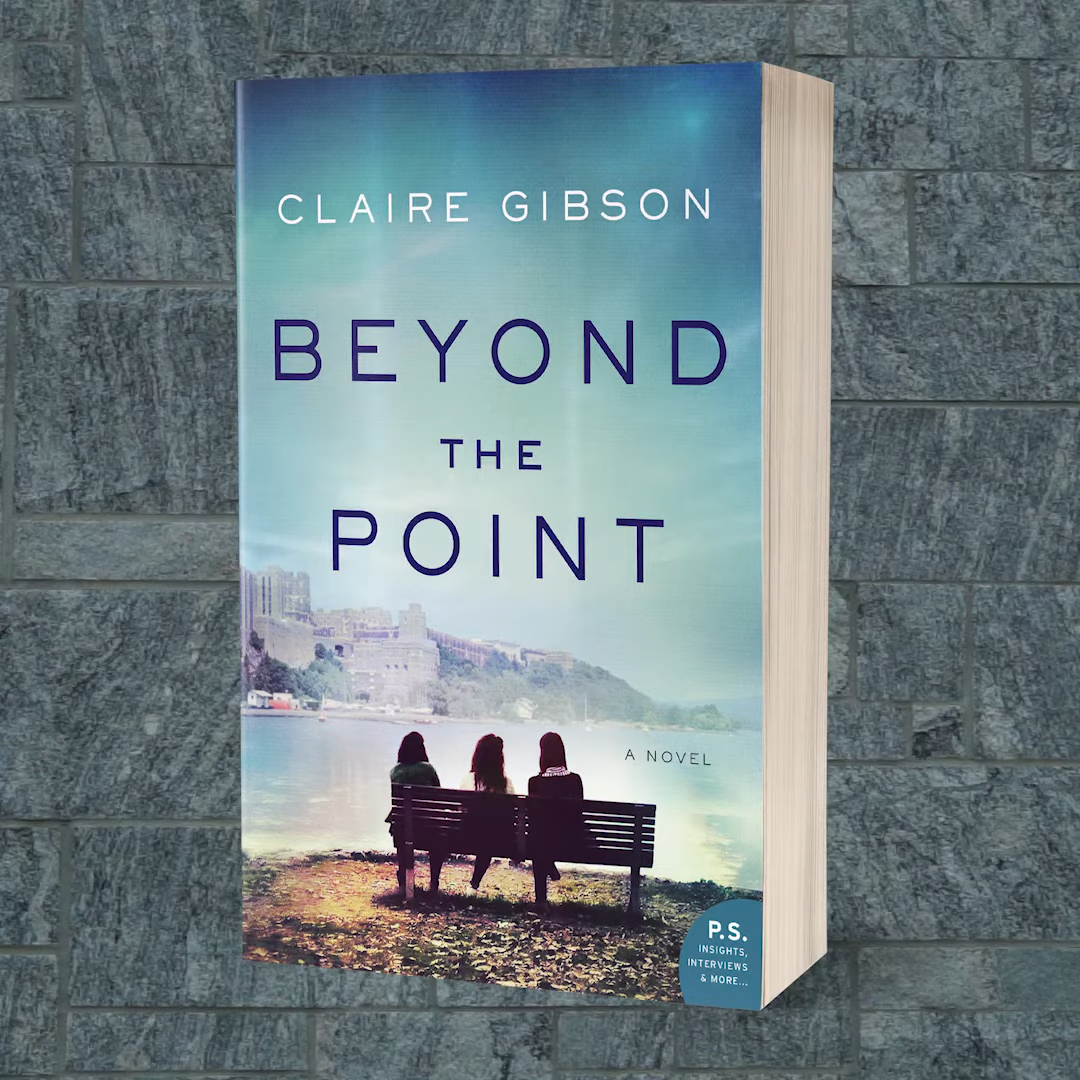 CLAIRE GIBSON
BEYOND
THE
POINT
A NOVEL
P.S.
INSIGHTS,
INTERVIEWS
& MORE...